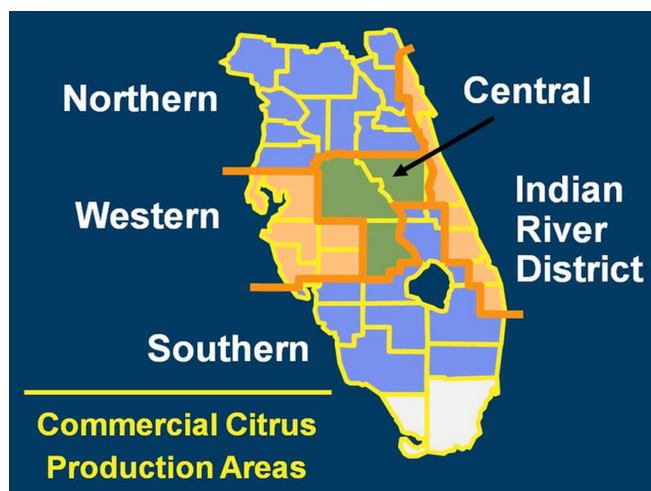 Northern
Central
Western
Indian
River
District
Southern
Commercial Citrus
Production Areas